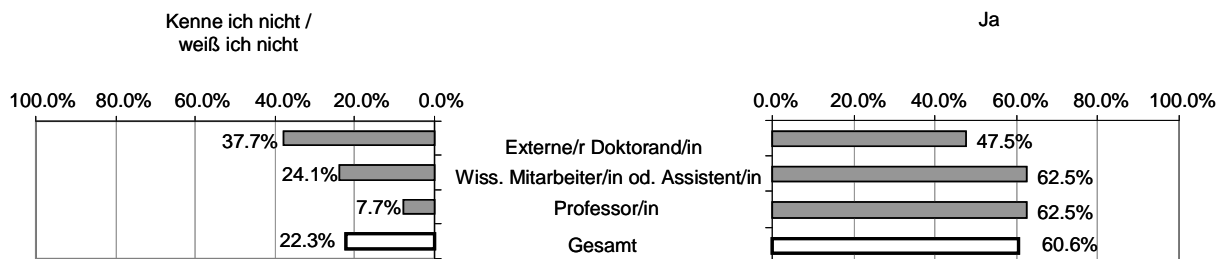 Kenne ich nicht /
weiß ich nicht
Ja
100.0% 80.0% 60.0% 40.0% 20.0% 0.0%
0.0% 20.0% 40.0% 60.0% 80.0% 100.0%
37.7% Externe/r Doktorand/in 47.5%
24.1% Wiss. Mitarbeiter/in od. Assistent/in 62.5%
7.7% Professor/in 62.5%
22.3% Gesamt 60.6%